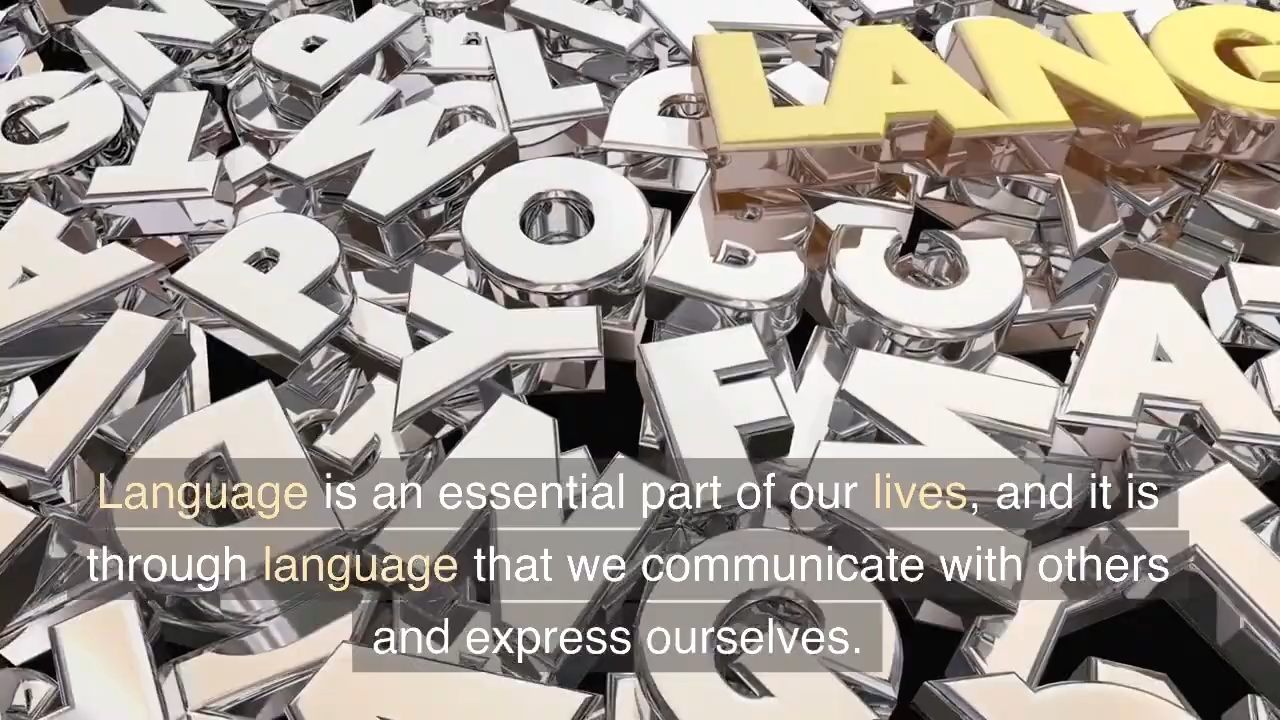 LANG
Language is an essential part of our lives, and it is
through language that we communicate with others
and express ourselves.